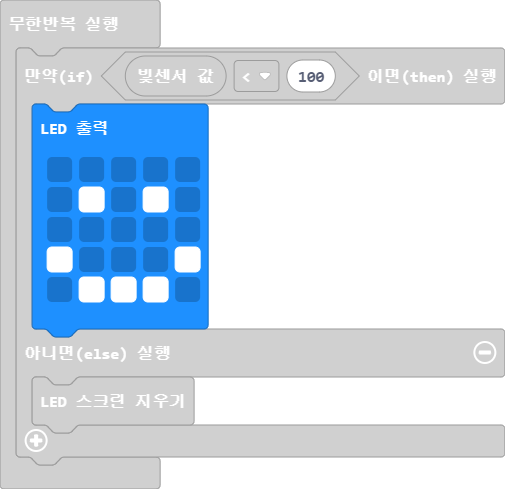 무한반복 실행
만약(if) 빛센서 값 < 100 이면(then) 실행
LED 출력
아니면(else) 실행
LED 스크린 지우기